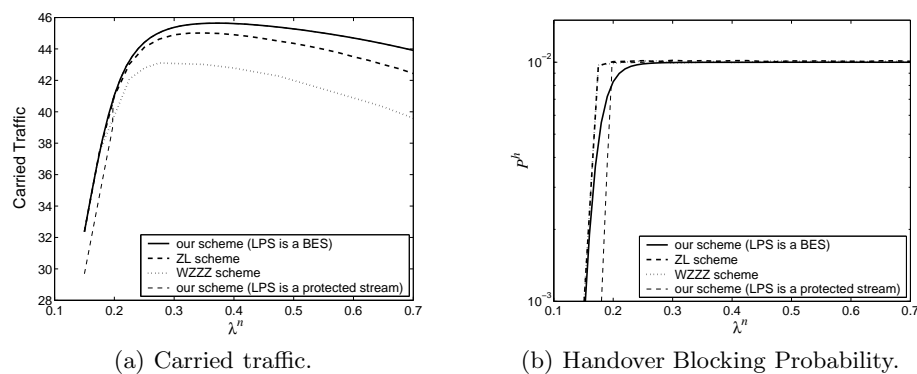 46
44
42
40
38
36
34
32
30
28
Carried Traffic
our scheme (LPS is a BES)
ZL scheme
WZZZ scheme
our scheme (LPS is a protected stream)
0.1 0.2 0.3 0.4 0.5 0.6 0.7
λⁿ
(a) Carried traffic.
10⁻²
10⁻³
Pʰ
our scheme (LPS is a BES)
ZL scheme
WZZZ scheme
our scheme (LPS is a protected stream)
0.1 0.2 0.3 0.4 0.5 0.6 0.7
λⁿ
(b) Handover Blocking Probability.